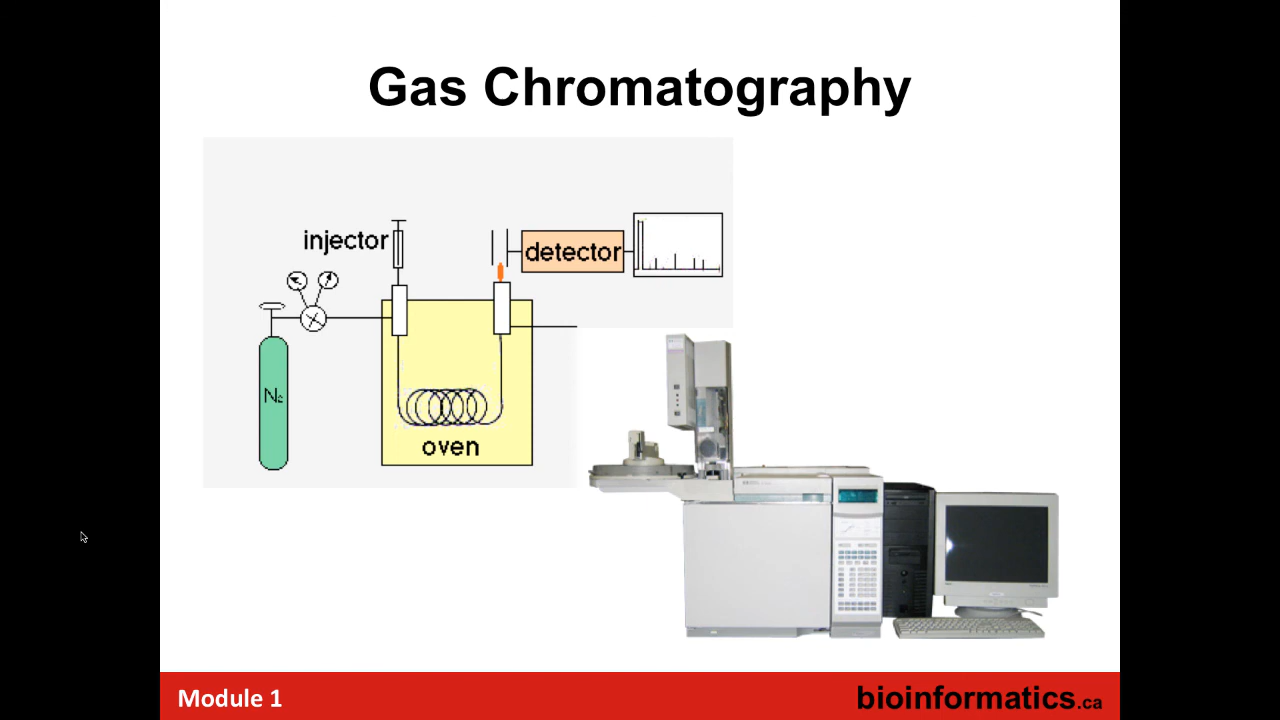 Gas Chromatography
injector
detector
N₂
oven
Module 1
bioinformatics.ca